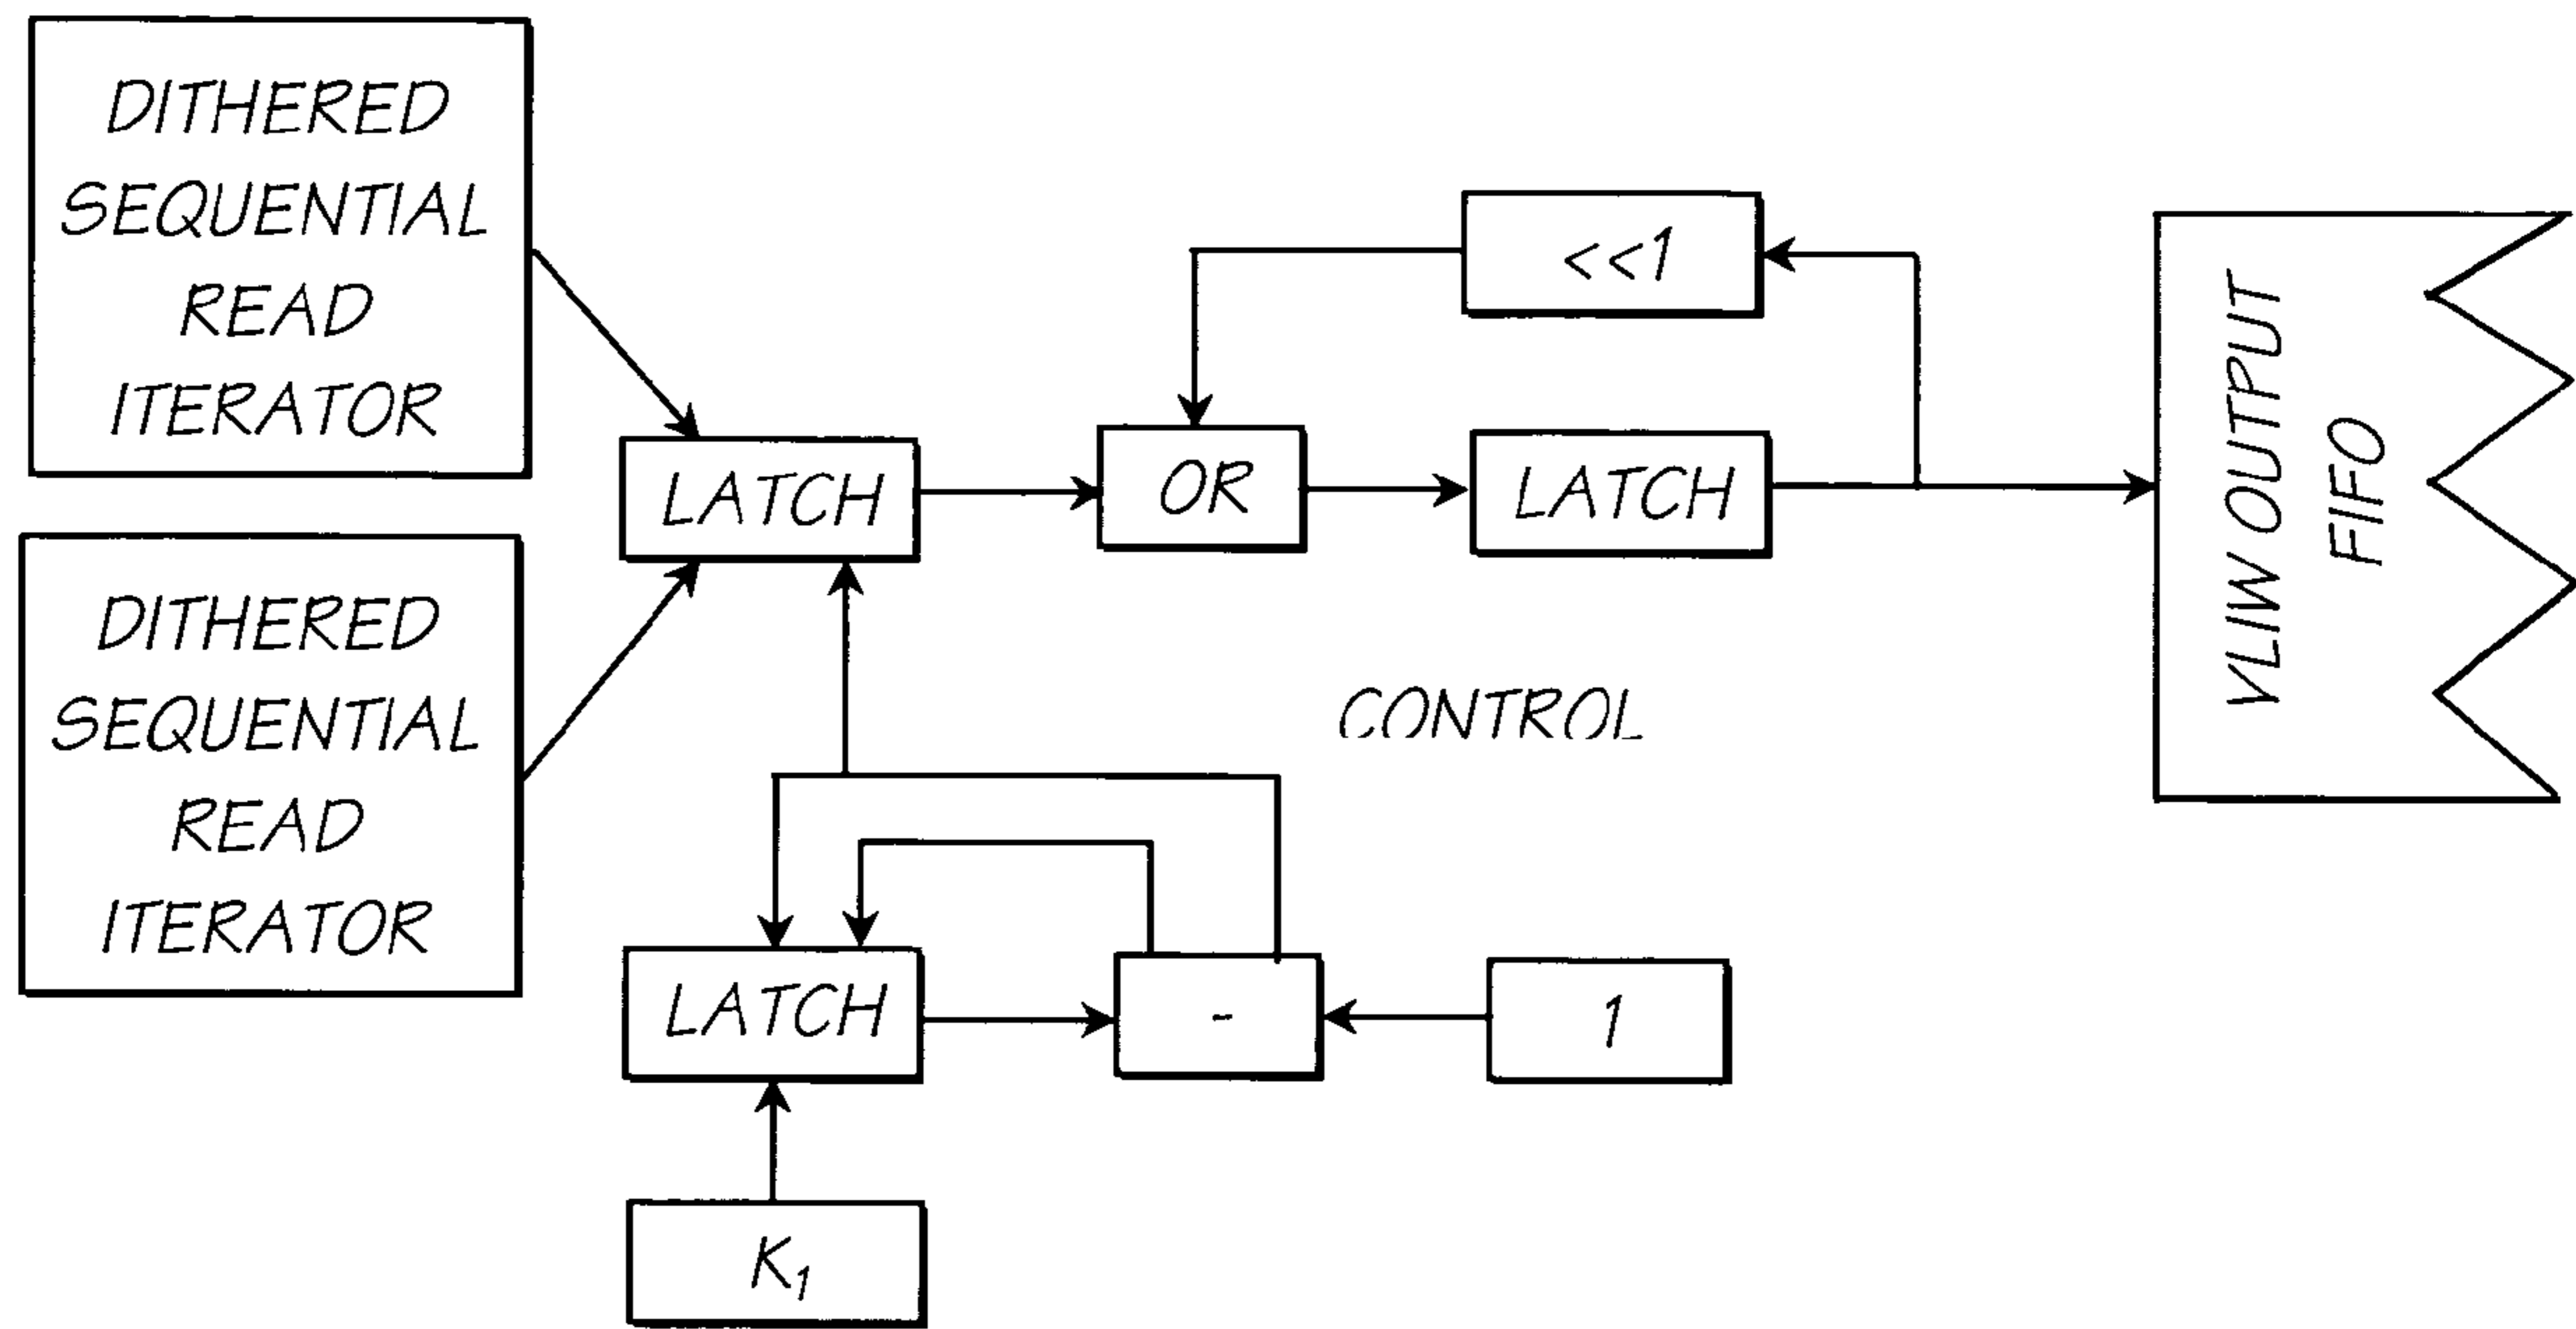 DITHERED
SEQUENTIAL
READ
ITERATOR
<<1
LATCH
OR
LATCH
VLIW OUTPUT
FIFO
DITHERED
SEQUENTIAL
READ
ITERATOR
CONTROL
LATCH
-
1
K₁